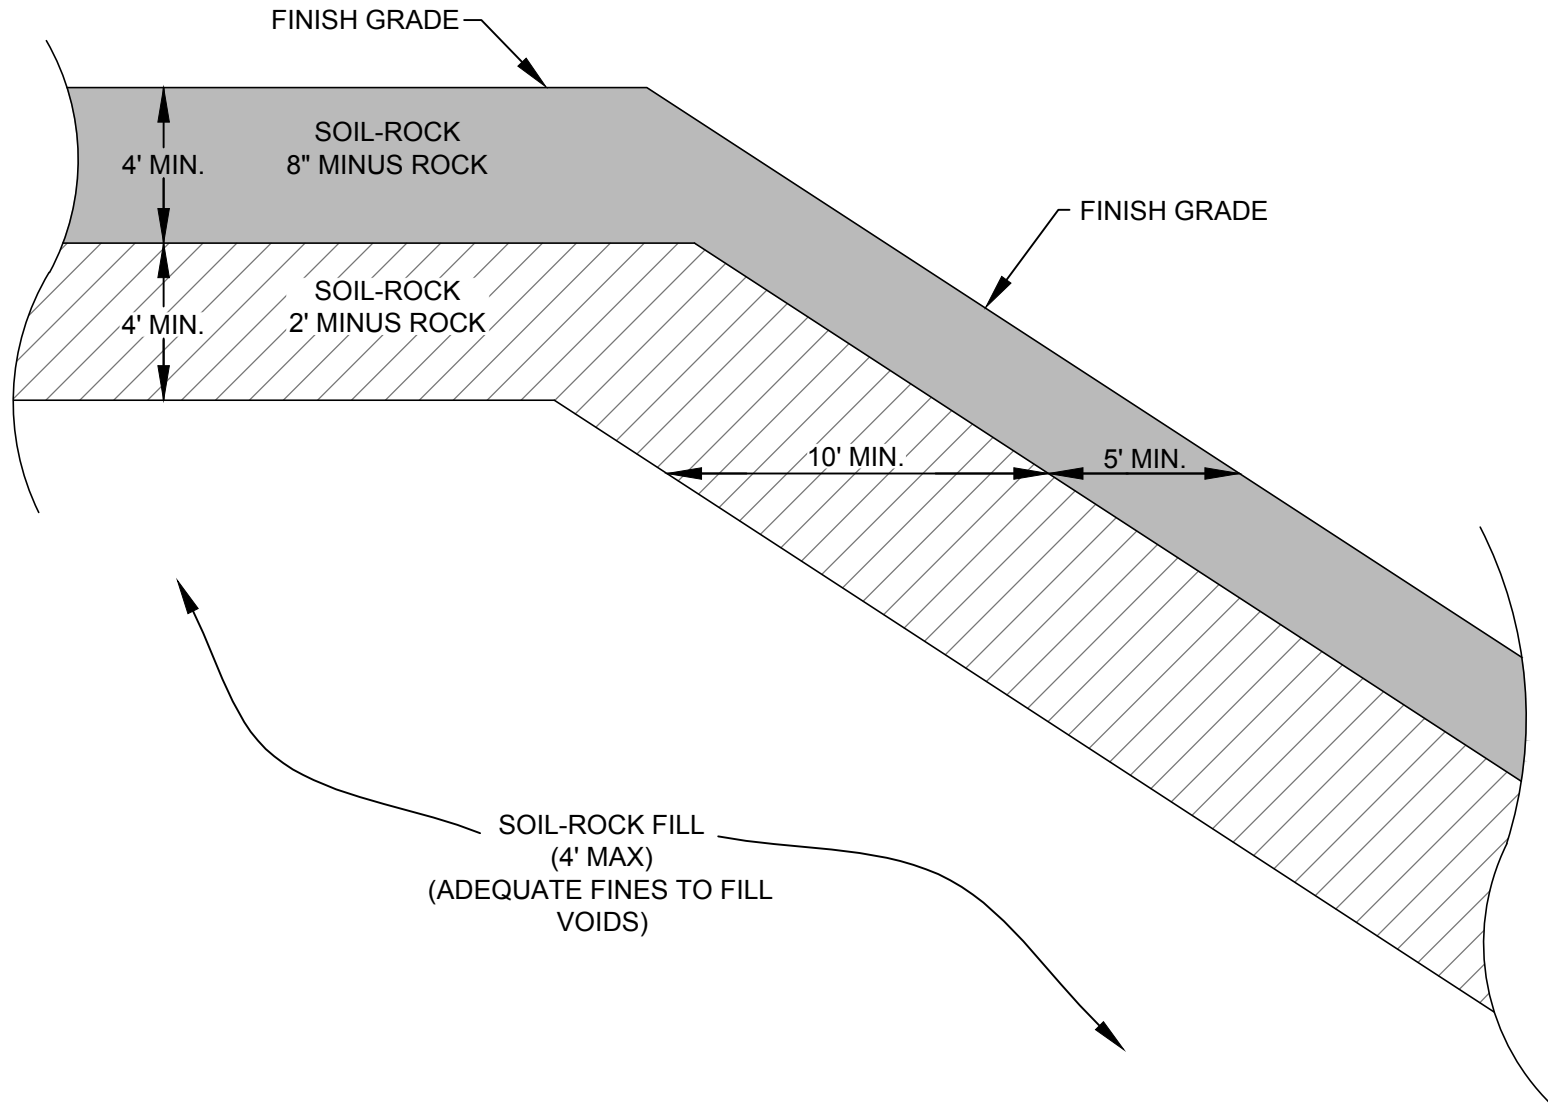 FINISH GRADE
SOIL-ROCK
8" MINUS ROCK
4' MIN.
FINISH GRADE
SOIL-ROCK
2' MINUS ROCK
4' MIN.
10' MIN.
5' MIN.
SOIL-ROCK FILL
(4' MAX)
(ADEQUATE FINES TO FILL
VOIDS)